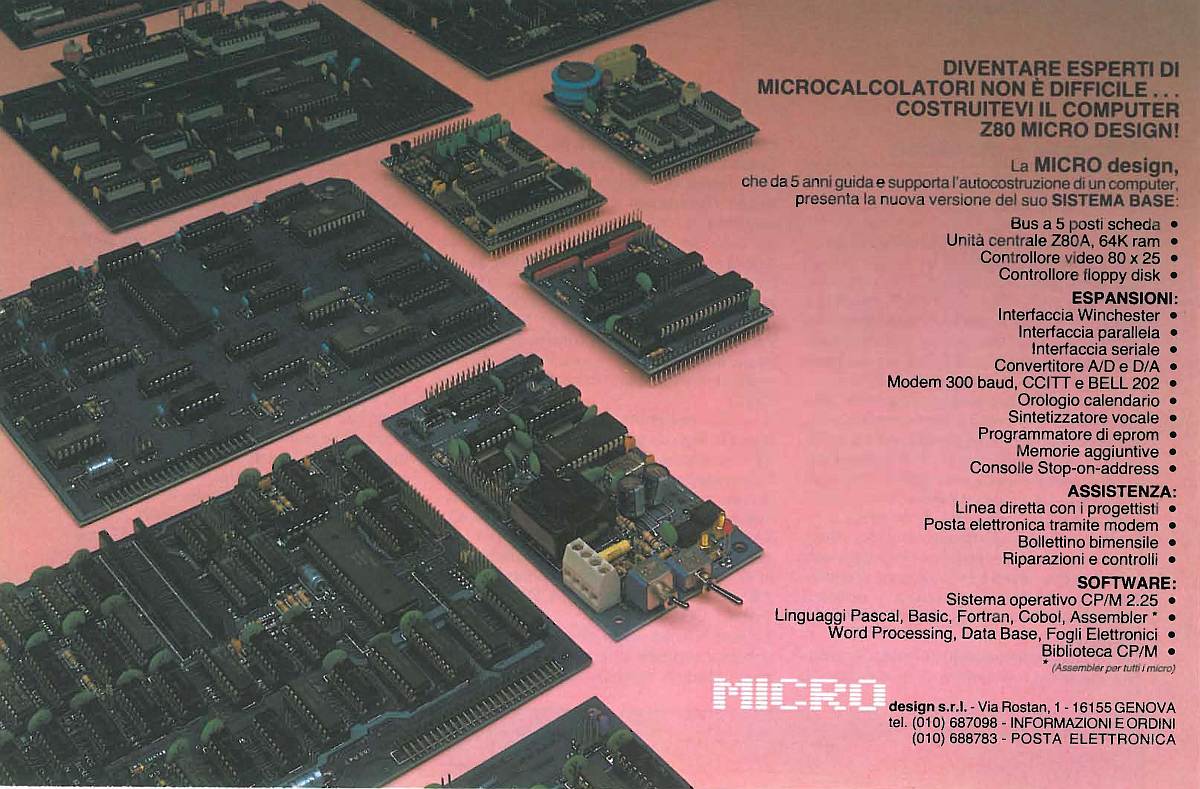 DIVENTARE ESPERTI DI
MICROCALCOLATORI NON È DIFFICILE . . .
COSTRUITEVI IL COMPUTER
Z80 MICRO DESIGN!
La MICRO design,
che da 5 anni guida e supporta l'autocostruzione di un computer,
presenta la nuova versione del suo SISTEMA BASE:
Bus a 5 posti scheda •
Unità centrale Z80A, 64K ram •
Controllore video 80 x 25 •
Controllore floppy disk •
ESPANSIONI:
Interfaccia Winchester •
Interfaccia parallela •
Interfaccia seriale •
Convertitore A/D e D/A •
Modem 300 baud, CCITT e BELL 202 •
Orologio calendario •
Sintetizzatore vocale •
Programmatore di eprom •
Memorie aggiuntive •
Consolle Stop-on-address •
ASSISTENZA:
Linea diretta con i progettisti •
Posta elettronica tramite modem •
Bollettino bimensile •
Riparazioni e controlli •
SOFTWARE:
Sistema operativo CP/M 2.25 •
Linguaggi Pascal, Basic, Fortran, Cobol, Assembler * •
Word Processing, Data Base, Fogli Elettronici •
Biblioteca CP/M •
* (Assembler per tutti i micro)
MICRO design s.r.l. - Via Rostan, 1 - 16155 GENOVA
tel. (010) 687098 - INFORMAZIONI E ORDINI
(010) 688783 - POSTA ELETTRONICA